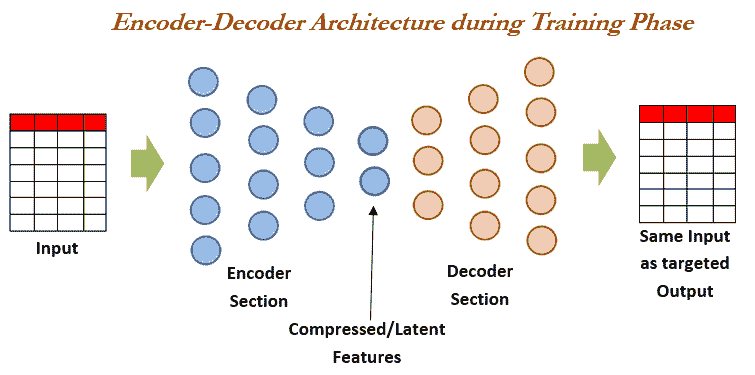 Encoder-Decoder Architecture during Training Phase
Input
Encoder
Section
Compressed/Latent
Features
Decoder
Section
Same Input
as targeted
Output